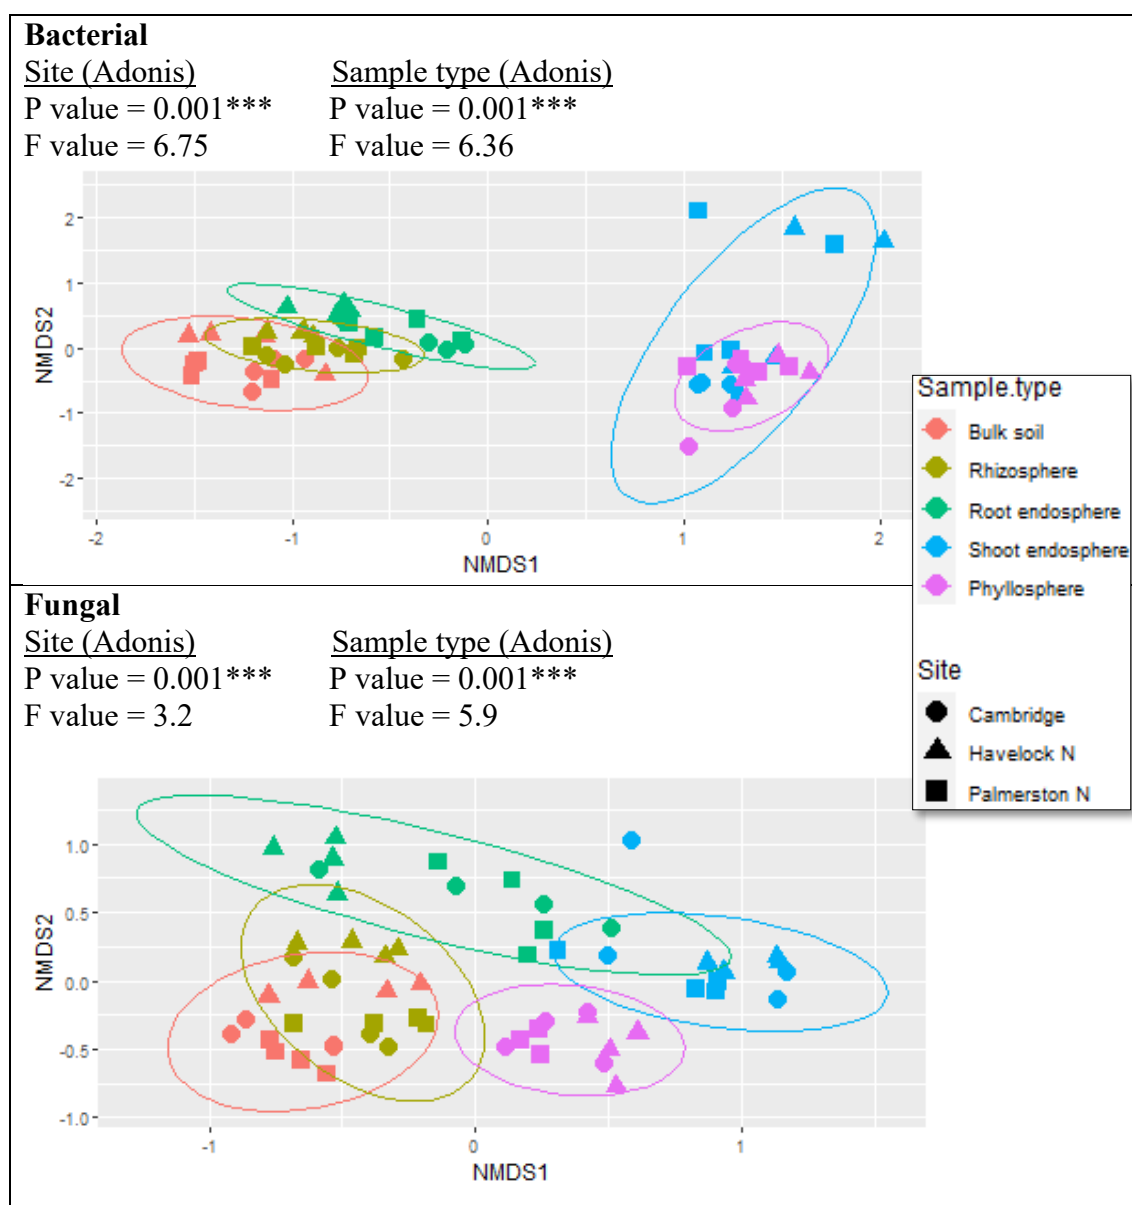 Bacterial
Site (Adonis) Sample type (Adonis)
P value = 0.001*** P value = 0.001***
F value = 6.75 F value = 6.36
2
1
0
-1
-2
NMDS2
-2 -1 0 1 2
NMDS1
Sample.type
Bulk soil
Rhizosphere
Root endosphere
Shoot endosphere
Phyllosphere
Site
Cambridge
Havelock N
Palmerston N
Fungal
Site (Adonis) Sample type (Adonis)
P value = 0.001*** P value = 0.001***
F value = 3.2 F value = 5.9
1.0
0.5
0.0
-0.5
-1.0
NMDS2
-1 0 1
NMDS1